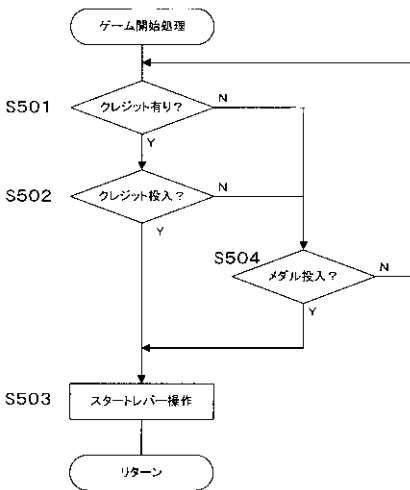 ゲーム開始処理
S501
クレジット有り?
N
Y
S502
クレジット投入?
N
Y
S504
メダル投入?
N
Y
S503
スタートレバー操作
リターン